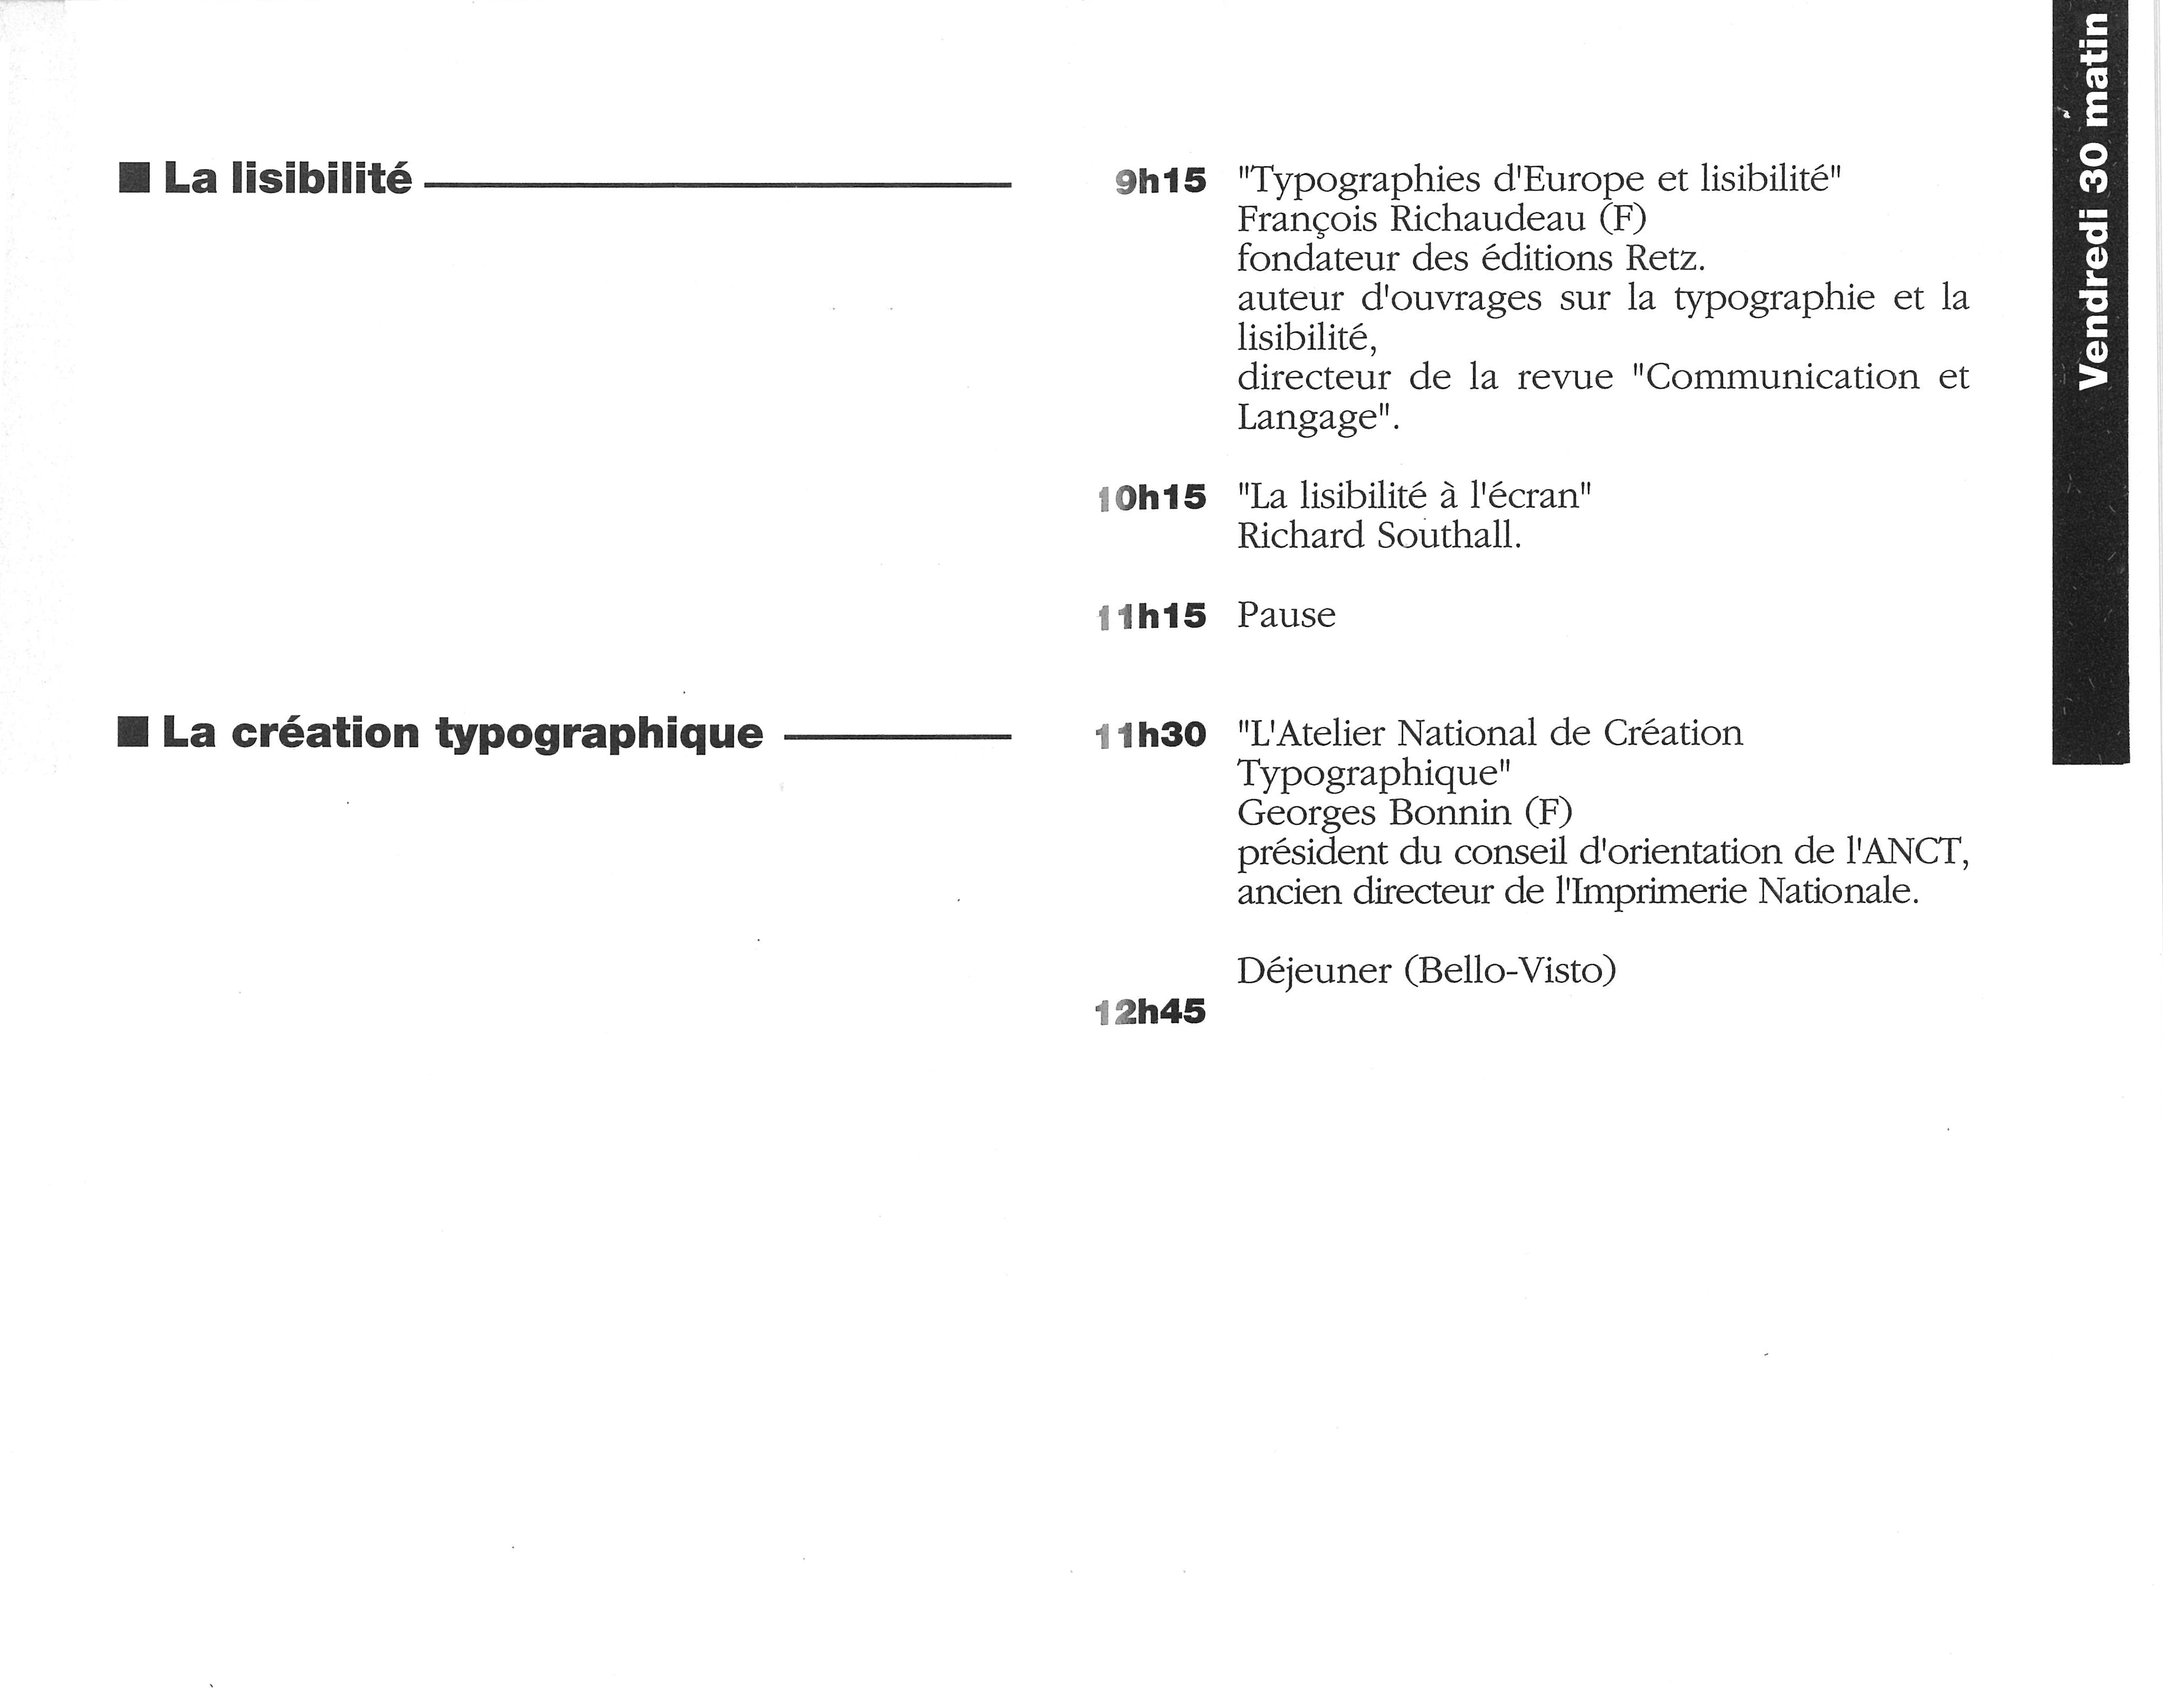 Vendredi 30 matin
■ La lisibilité
9h15 "Typographies d'Europe et lisibilité"
François Richaudeau (F)
fondateur des éditions Retz.
auteur d'ouvrages sur la typographie et la
lisibilité,
directeur de la revue "Communication et
Langage".
10h15 "La lisibilité à l'écran"
Richard Southall.
11h15 Pause
■ La création typographique
11h30 "L'Atelier National de Création
Typographique"
Georges Bonnin (F)
président du conseil d'orientation de l'ANCT,
ancien directeur de l'Imprimerie Nationale.
Déjeuner (Bello-Visto)
12h45